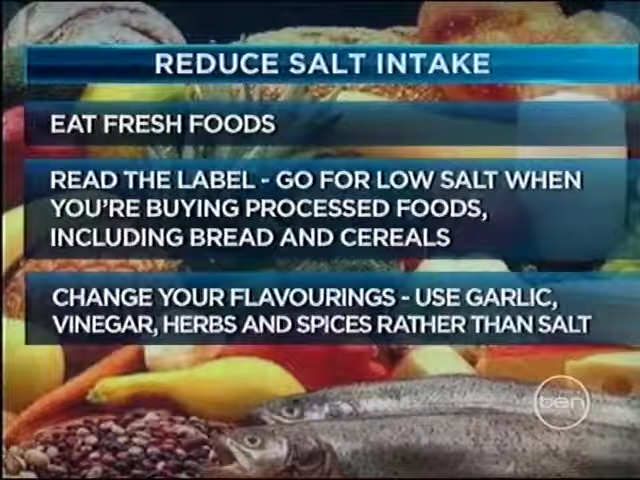 REDUCE SALT INTAKE
EAT FRESH FOODS
READ THE LABEL - GO FOR LOW SALT WHEN
YOU'RE BUYING PROCESSED FOODS,
INCLUDING BREAD AND CEREALS
CHANGE YOUR FLAVOURINGS - USE GARLIC,
VINEGAR, HERBS AND SPICES RATHER THAN SALT
ten